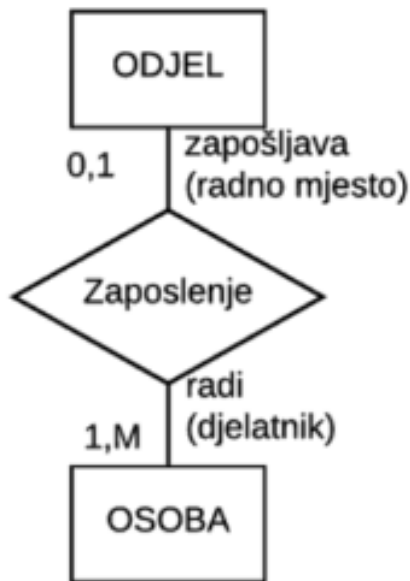 ODJEL
0,1
zapošljava
(radno mjesto)
Zaposlenje
radi
(djelatnik)
1,M
OSOBA